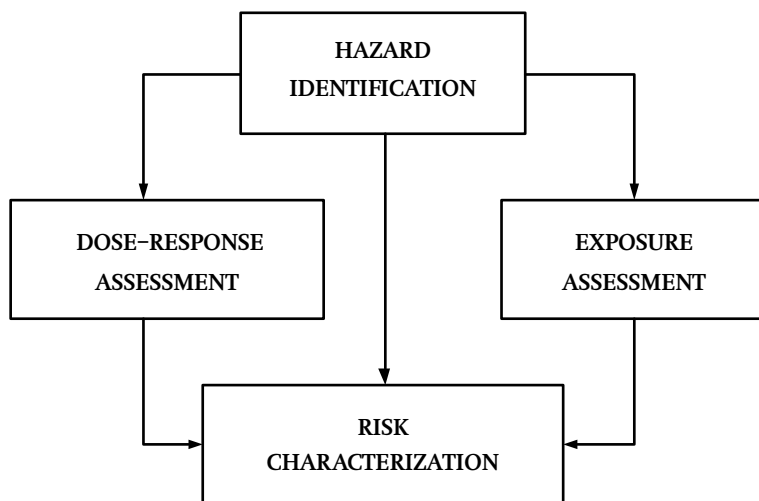 HAZARD
IDENTIFICATION
DOSE–RESPONSE
ASSESSMENT
EXPOSURE
ASSESSMENT
RISK
CHARACTERIZATION